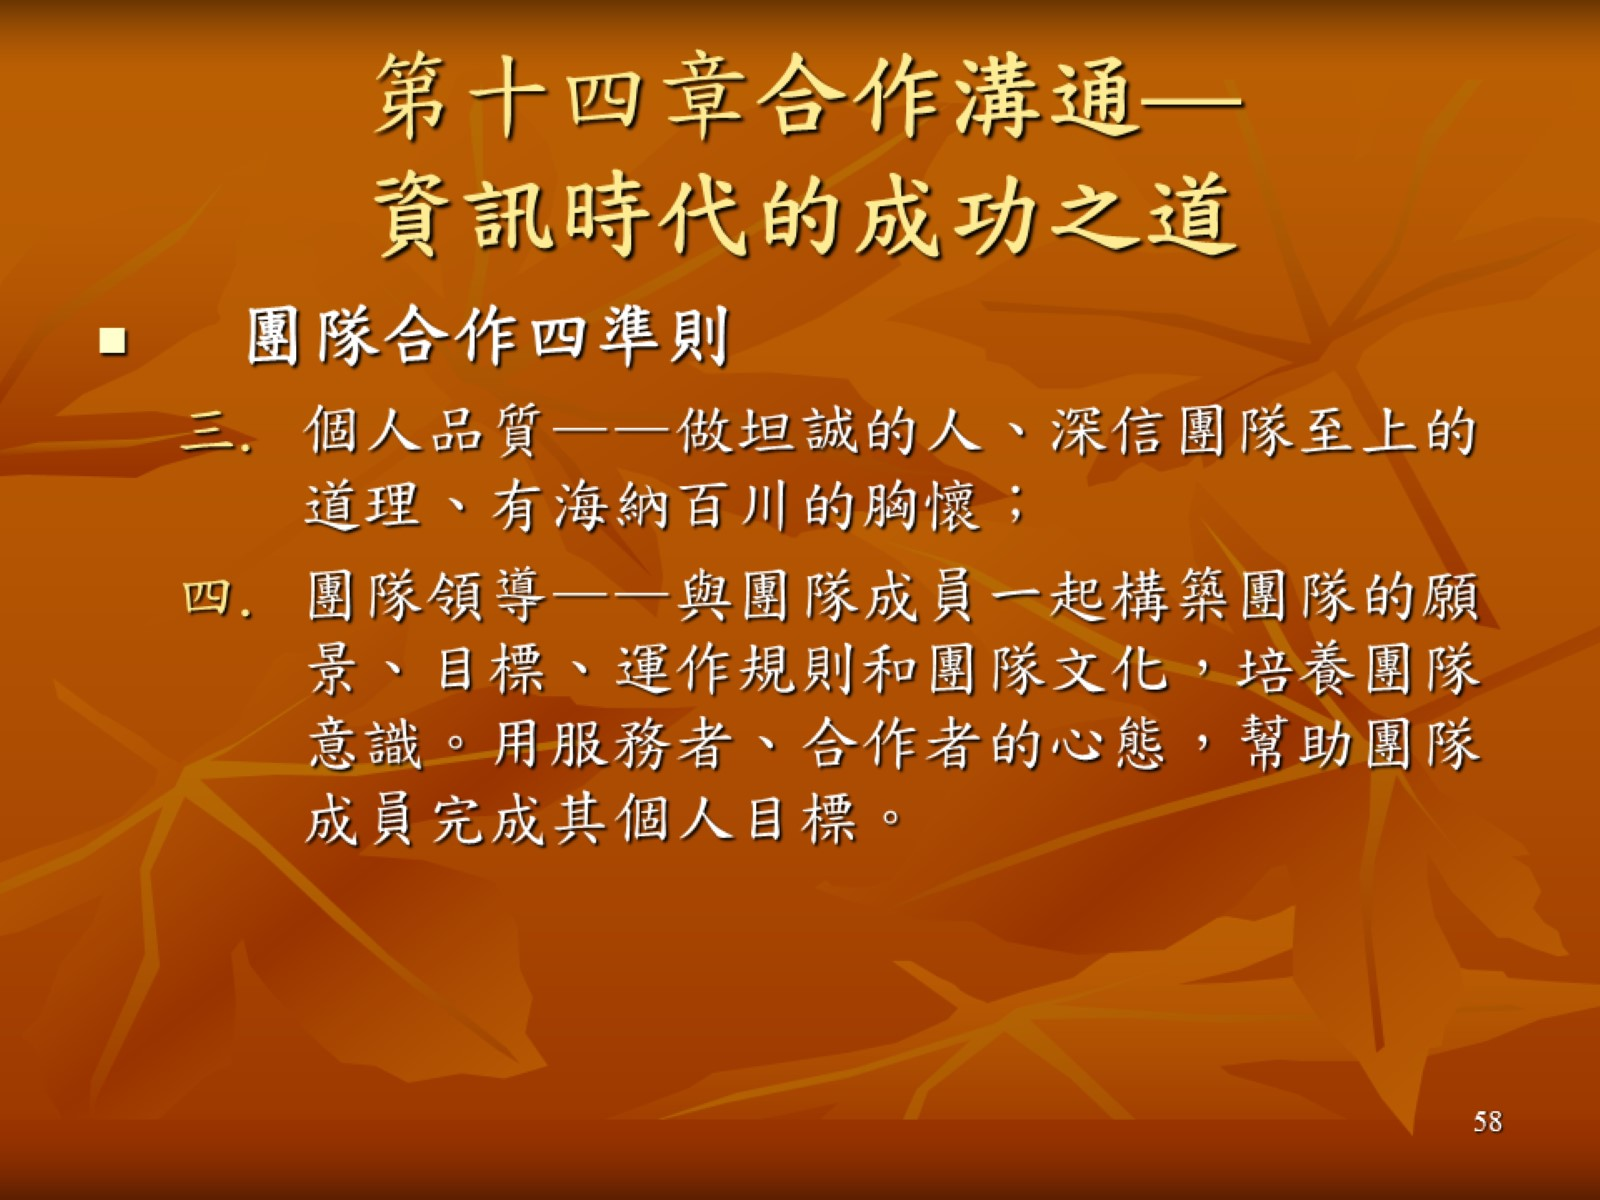 第十四章合作溝通—
資訊時代的成功之道
團隊合作四準則
三. 個人品質——做坦誠的人、深信團隊至上的
道理、有海納百川的胸懷；
四. 團隊領導——與團隊成員一起構築團隊的願
景、目標、運作規則和團隊文化，培養團隊
意識。用服務者、合作者的心態，幫助團隊
成員完成其個人目標。
58